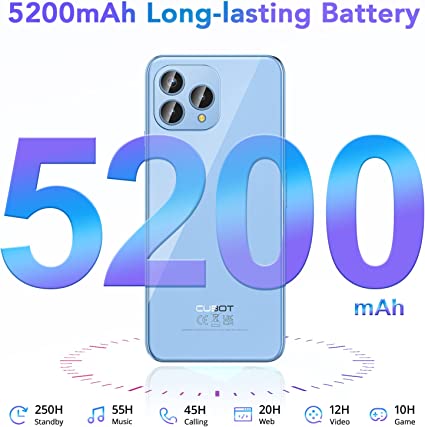 5200mAh Long-lasting Battery
5200
mAh
CUBOT
250H
Standby
55H
Music
45H
Calling
20H
Web
12H
Video
10H
Game